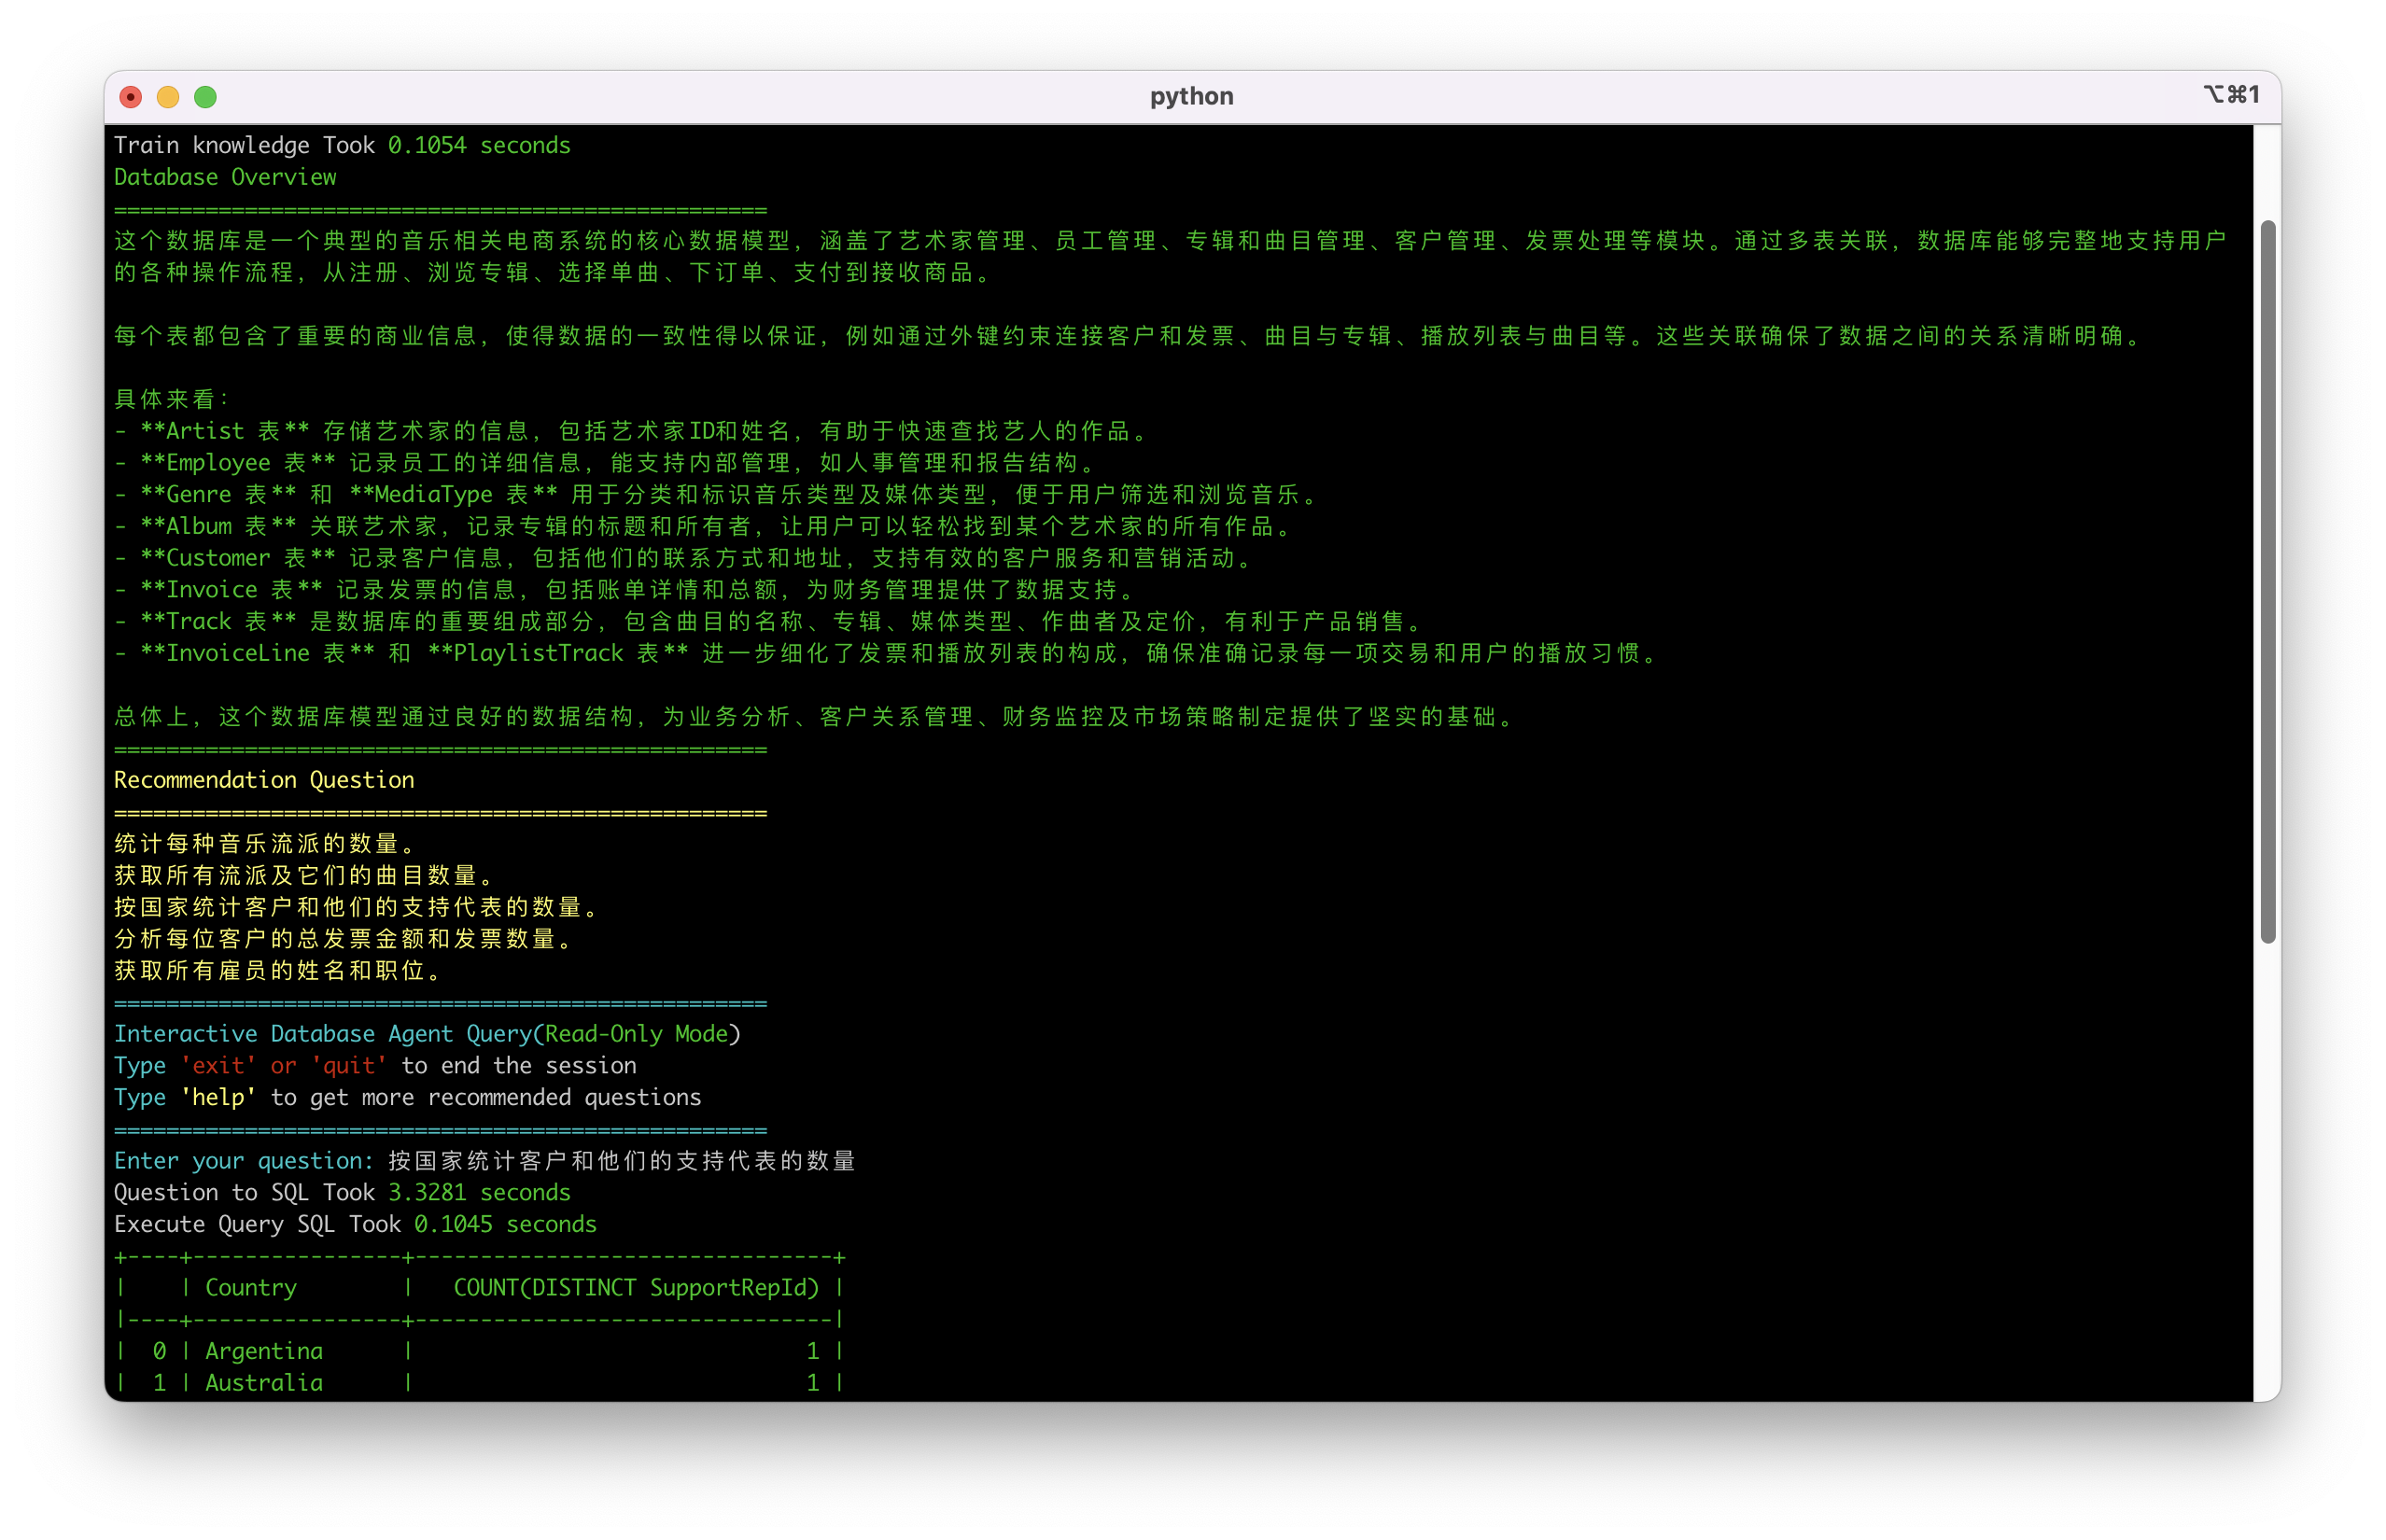 python
⌥⌘1
Train knowledge Took 0.1054 seconds
Database Overview
==================================================
这个数据库是一个典型的音乐相关电商系统的核心数据模型，涵盖了艺术家管理、员工管理、专辑和曲目管理、客户管理、发票处理等模块。通过多表关联，数据库能够完整地支持用户
的各种操作流程，从注册、浏览专辑、选择单曲、下订单、支付到接收商品。
每个表都包含了重要的商业信息，使得数据的一致性得以保证，例如通过外键约束连接客户和发票、曲目与专辑、播放列表与曲目等。这些关联确保了数据之间的关系清晰明确。
具体来看：
- **Artist 表** 存储艺术家的信息，包括艺术家ID和姓名，有助于快速查找艺人的作品。
- **Employee 表** 记录员工的详细信息，能支持内部管理，如人事管理和报告结构。
- **Genre 表** 和 **MediaType 表** 用于分类和标识音乐类型及媒体类型，便于用户筛选和浏览音乐。
- **Album 表** 关联艺术家，记录专辑的标题和所有者，让用户可以轻松找到某个艺术家的所有作品。
- **Customer 表** 记录客户信息，包括他们的联系方式和地址，支持有效的客户服务和营销活动。
- **Invoice 表** 记录发票的信息，包括账单详情和总额，为财务管理提供了数据支持。
- **Track 表** 是数据库的重要组成部分，包含曲目的名称、专辑、媒体类型、作曲者及定价，有利于产品销售。
- **InvoiceLine 表** 和 **PlaylistTrack 表** 进一步细化了发票和播放列表的构成，确保准确记录每一项交易和用户的播放习惯。
总体上，这个数据库模型通过良好的数据结构，为业务分析、客户关系管理、财务监控及市场策略制定提供了坚实的基础。
==================================================
Recommendation Question
==================================================
统计每种音乐流派的数量。
获取所有流派及它们的曲目数量。
按国家统计客户和他们的支持代表的数量。
分析每位客户的总发票金额和发票数量。
获取所有雇员的姓名和职位。
==================================================
Interactive Database Agent Query(Read-Only Mode)
Type 'exit' or 'quit' to end the session
Type 'help' to get more recommended questions
==================================================
Enter your question: 按国家统计客户和他们的支持代表的数量
Question to SQL Took 3.3281 seconds
Execute Query SQL Took 0.1045 seconds
+----+----------------+--------------------------------+
|    | Country        |   COUNT(DISTINCT SupportRepId) |
|----+----------------+--------------------------------|
|  0 | Argentina      |                              1 |
|  1 | Australia      |                              1 |